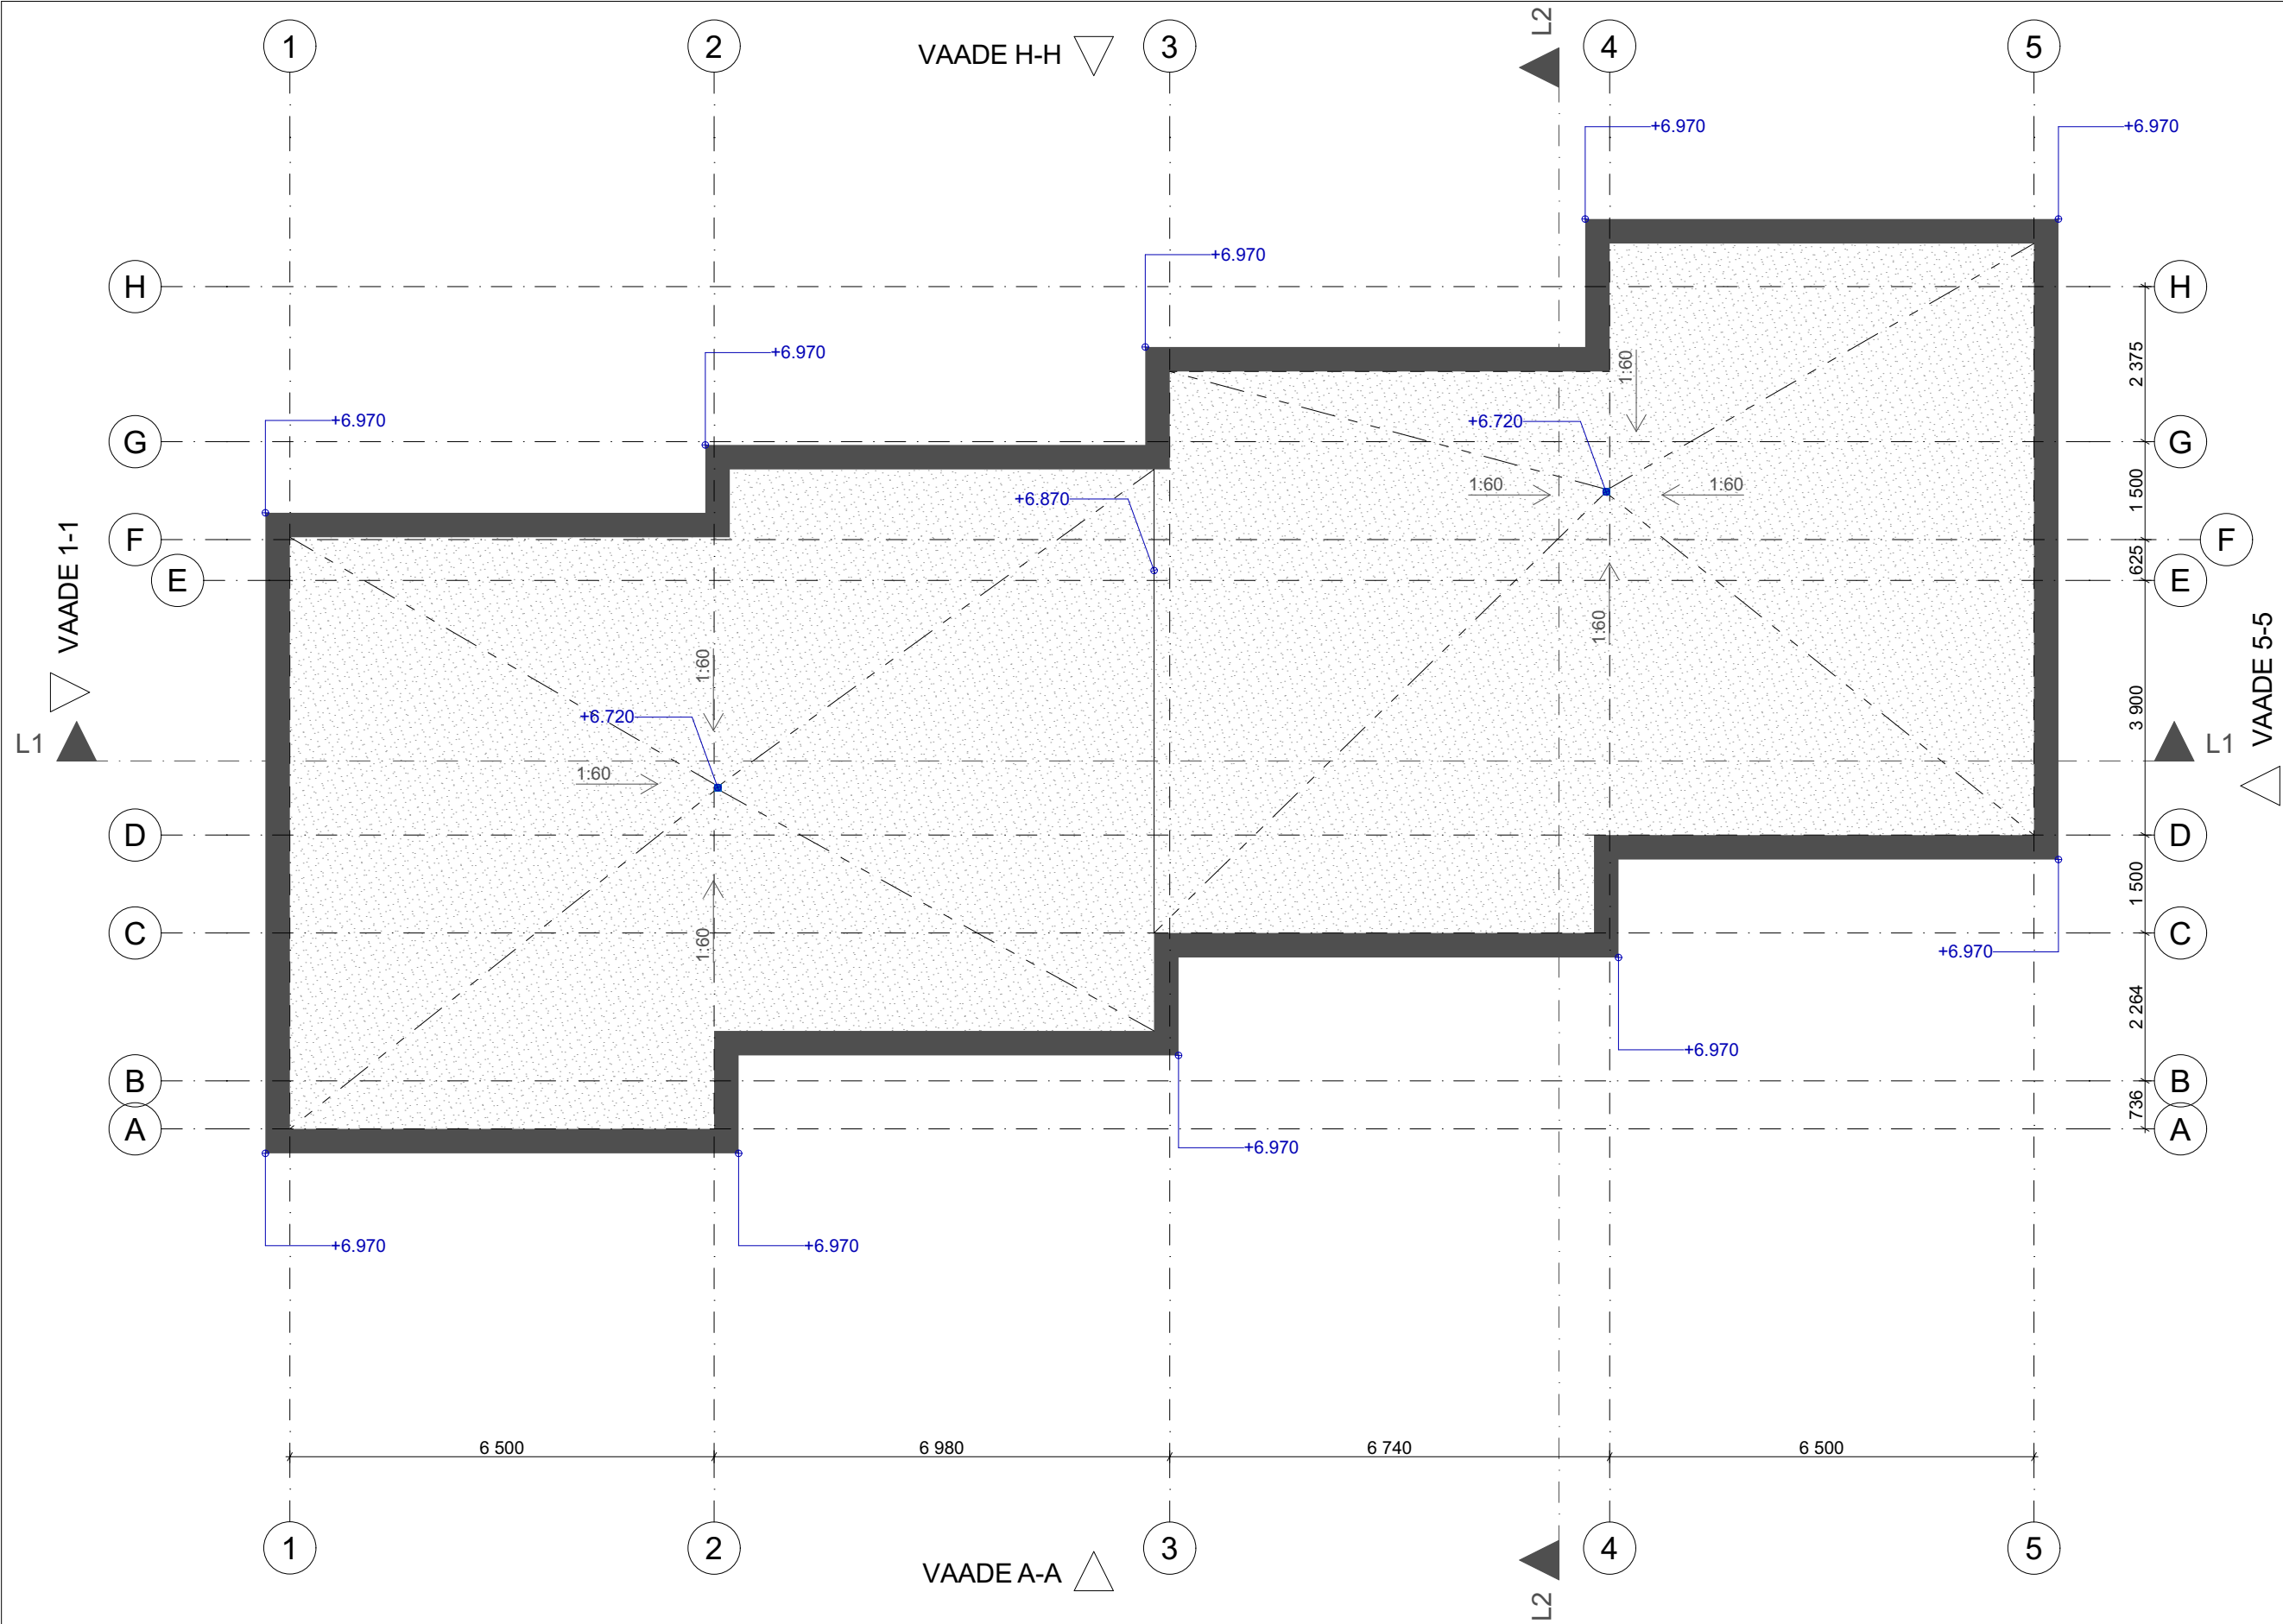 L2
1
2
VAADE H-H
3
4
5
+6.970
+6.970
+6.970
H
H
+6.970
2 375
1:60
+6.970
+6.720
G
G
1:60
1:60
+6.870
1 500
VAADE 1-1
F
F
625
E
E
1:60
1:60
VAADE 5-5
3 900
+6.720
L1
L1
1:60
D
D
1 500
C
C
1:60
+6.970
2 264
+6.970
B
B
736
A
A
+6.970
+6.970
+6.970
6 500
6 980
6 740
6 500
1
2
3
4
5
VAADE A-A
L2